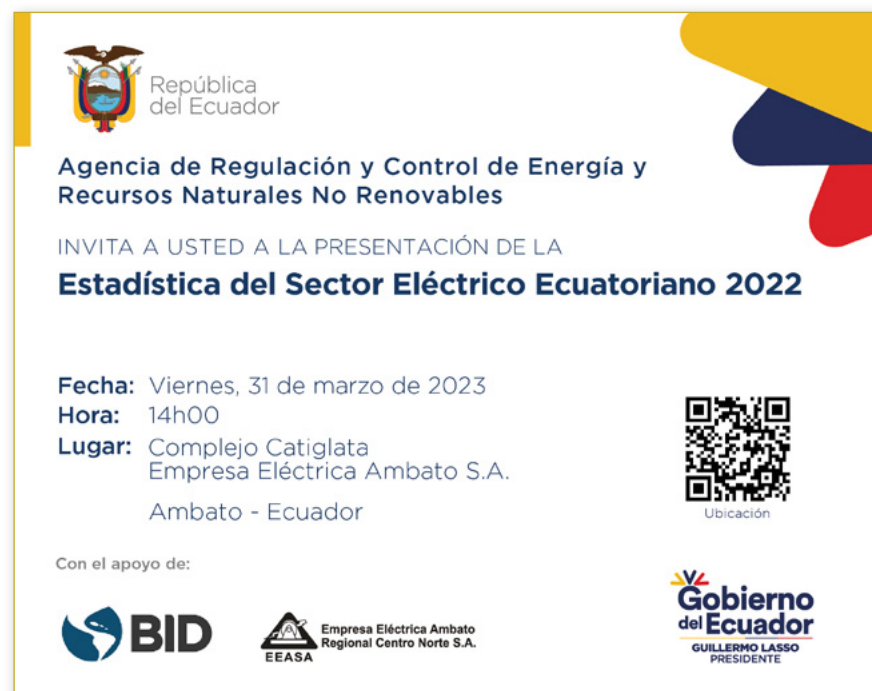 República
del Ecuador
Agencia de Regulación y Control de Energía y
Recursos Naturales No Renovables
INVITA A USTED A LA PRESENTACIÓN DE LA
Estadística del Sector Eléctrico Ecuatoriano 2022
Fecha: Viernes, 31 de marzo de 2023
Hora: 14h00
Lugar: Complejo Catiglata
Empresa Eléctrica Ambato S.A.
Ambato - Ecuador
Ubicación
Con el apoyo de:
BID
EEASA
Empresa Eléctrica Ambato
Regional Centro Norte S.A.
Gobierno
del Ecuador
GUILLERMO LASSO
PRESIDENTE